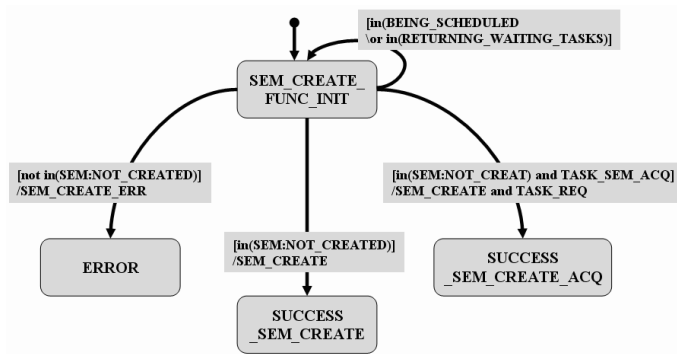 [in(BEING_SCHEDULED
\or in(RETURNING_WAITING_TASKS)]
SEM_CREATE_
FUNC_INIT
[not in(SEM:NOT_CREATED)]
/SEM_CREATE_ERR
[in(SEM:NOT_CREAT) and TASK_SEM_ACQ]
/SEM_CREATE and TASK_REQ
[in(SEM:NOT_CREATED)]
/SEM_CREATE
ERROR
SUCCESS
_SEM_CREATE_ACQ
SUCCESS
_SEM_CREATE